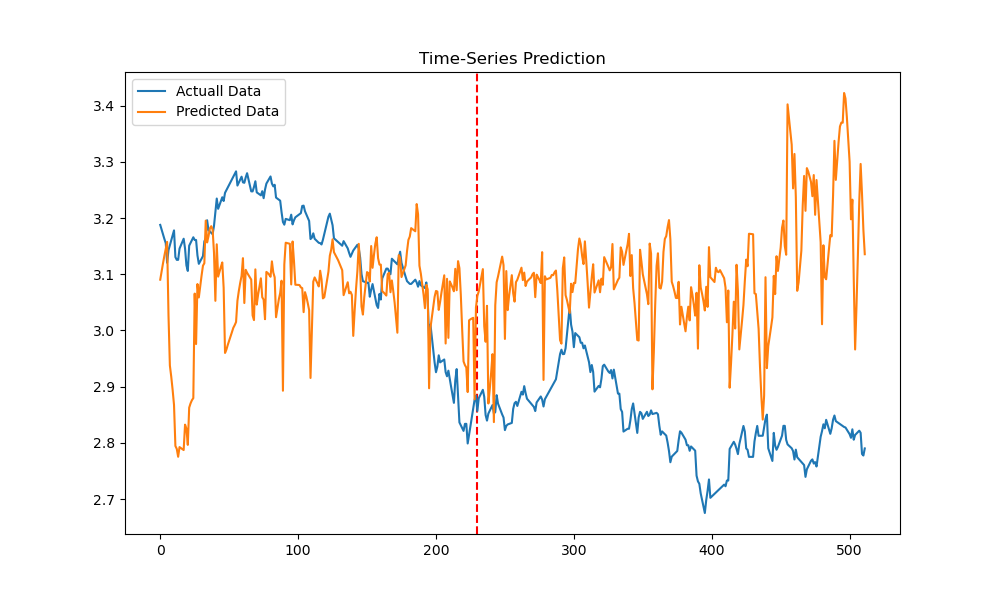 Time-Series Prediction
Actuall Data
Predicted Data
3.4
3.3
3.2
3.1
3.0
2.9
2.8
2.7
0 100 200 300 400 500